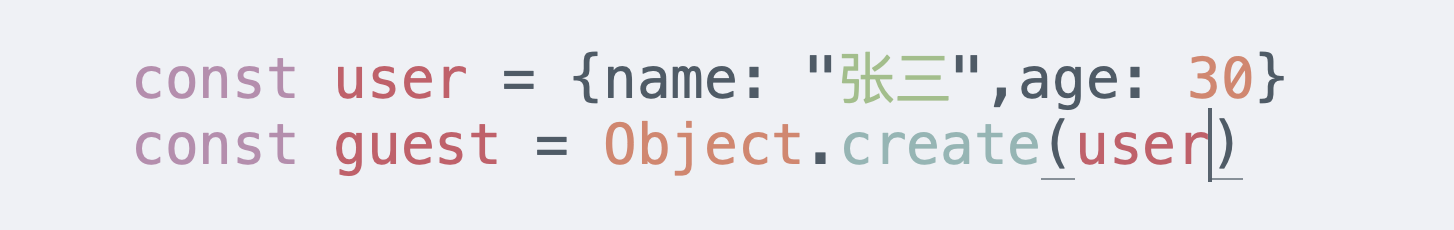 const user = {name: "张三",age: 30}
const guest = Object.create(user)